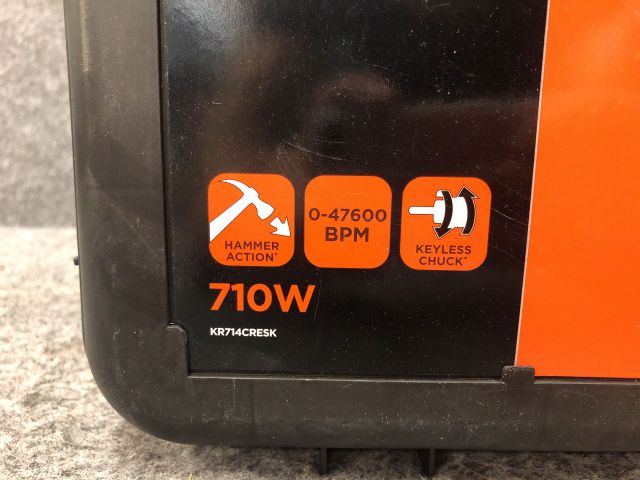 HAMMER
ACTION*
0-47600
BPM
KEYLESS
CHUCK*
710W
KR714CRESK